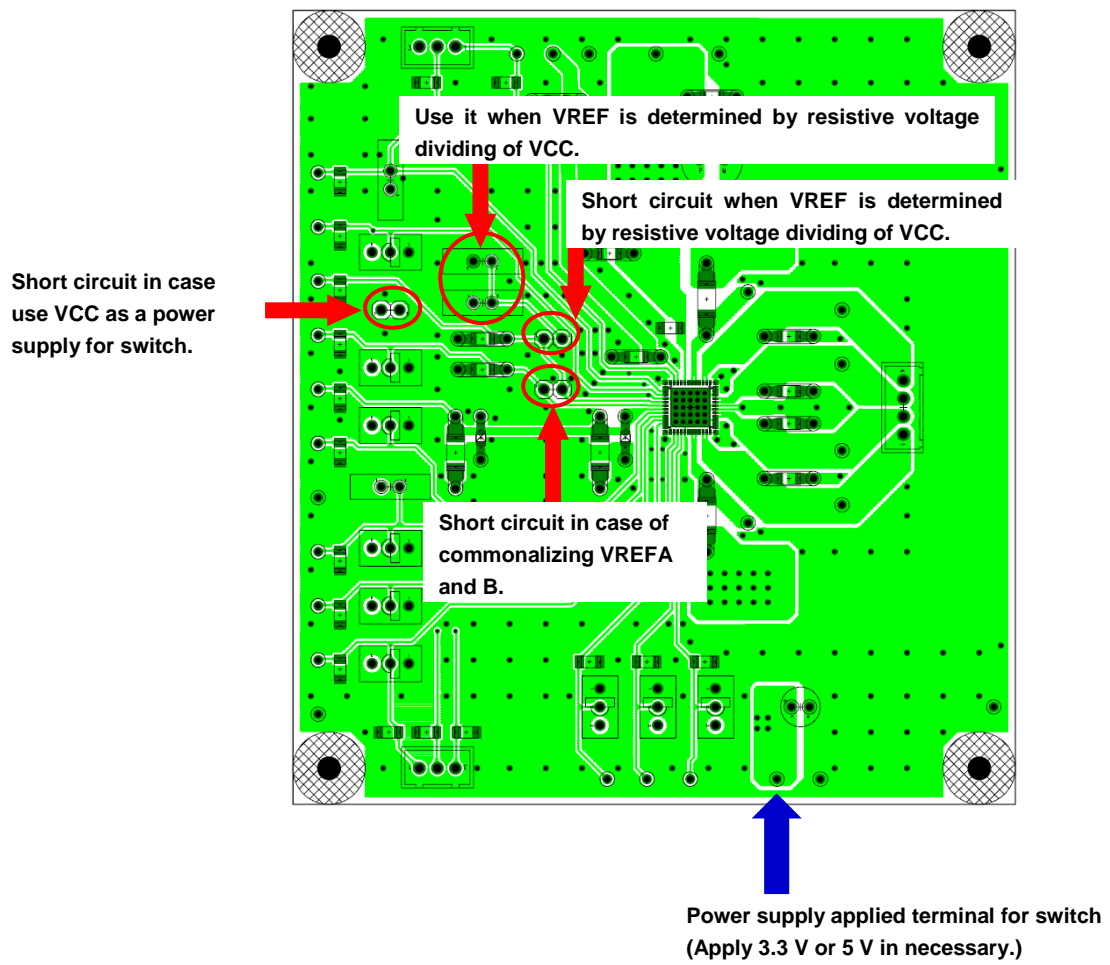 Use it when VREF is determined by resistive voltage
dividing of VCC.
Short circuit when VREF is determined
by resistive voltage dividing of VCC.
Short circuit in case
use VCC as a power
supply for switch.
Short circuit in case of
commonalizing VREFA
and B.
Power supply applied terminal for switch
(Apply 3.3 V or 5 V in necessary.)